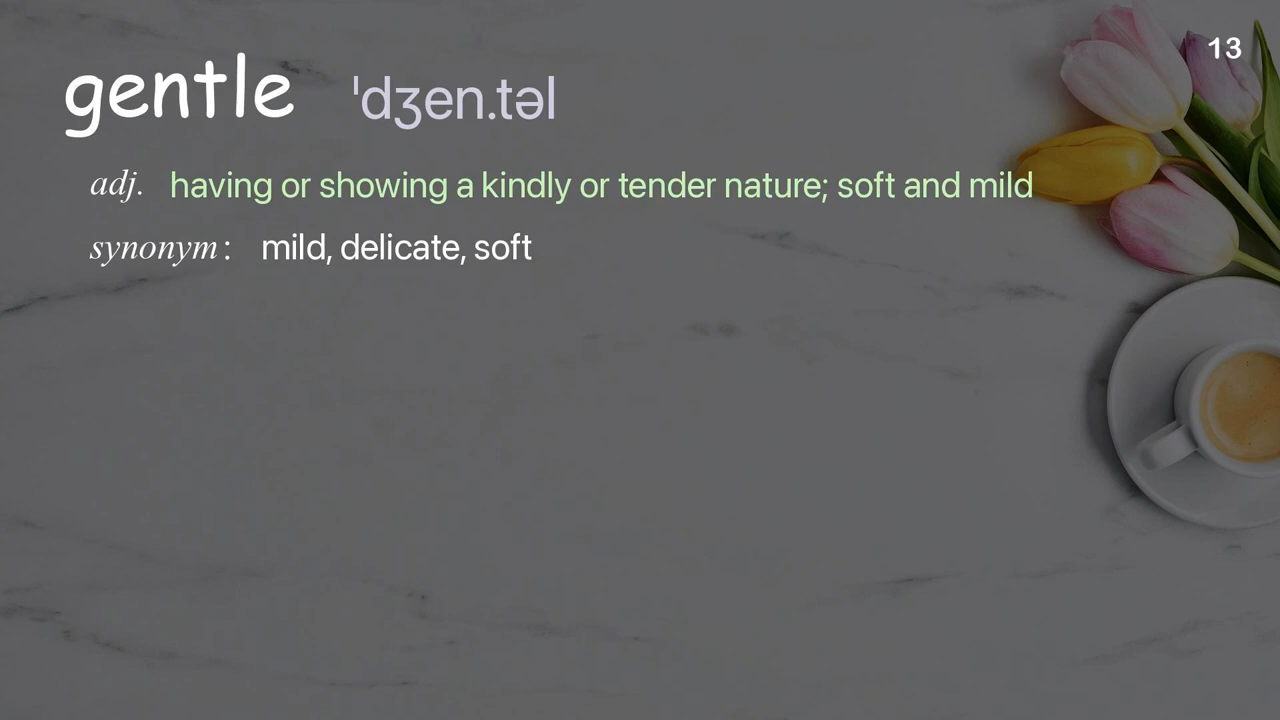 13
gentle ˈdʒen.təl
adj. having or showing a kindly or tender nature; soft and mild
synonym: mild, delicate, soft